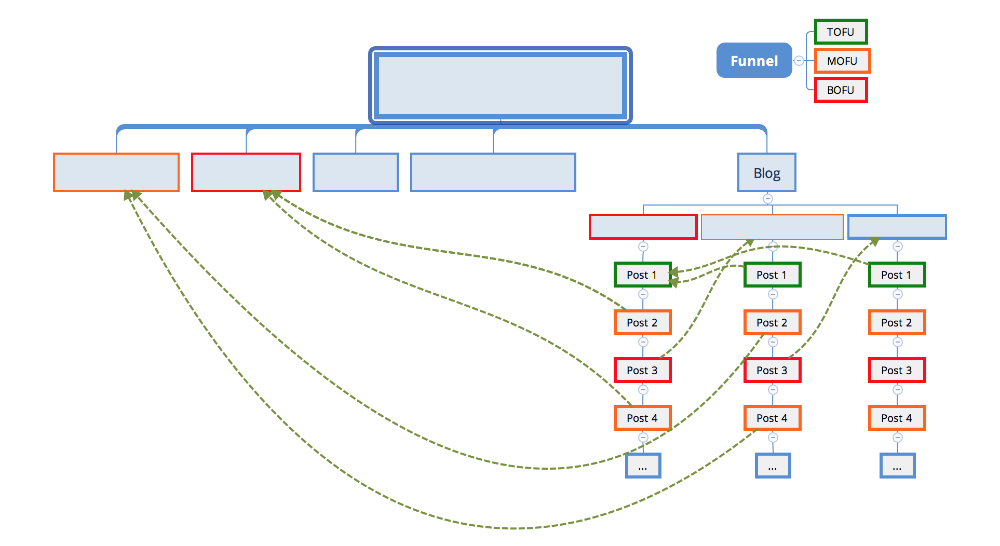 TOFU
Funnel
MOFU
BOFU
Blog
Post 1
Post 1
Post 1
Post 2
Post 2
Post 2
Post 3
Post 3
Post 3
Post 4
Post 4
Post 4
...
...
...